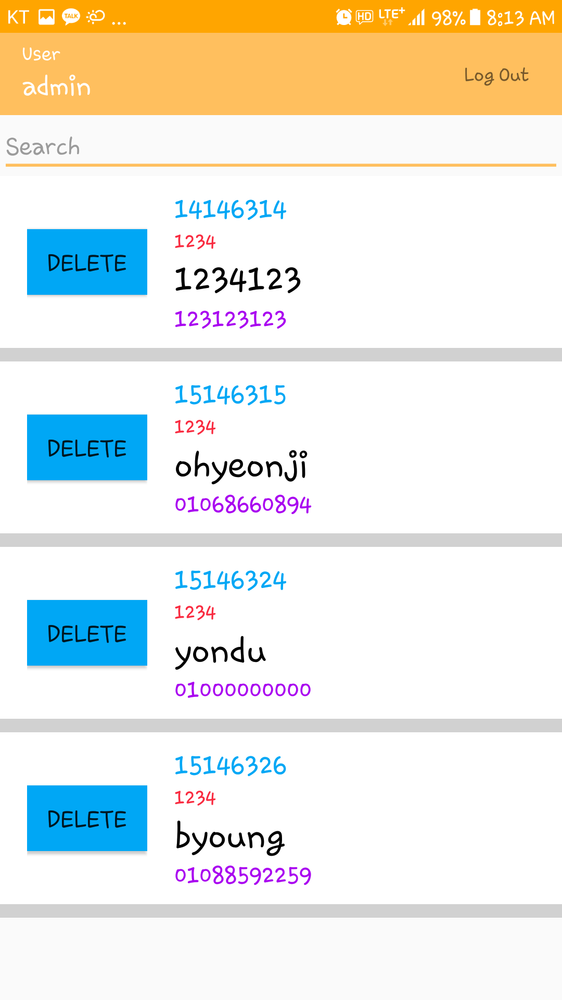 KT TALK ... HD LTE+ 98% 8:13 AM
User
admin
Log Out
Search
14146314
1234
DELETE
1234123
123123123
15146315
1234
DELETE
ohyeonji
01068660894
15146324
1234
DELETE
yondu
01000000000
15146326
1234
DELETE
byoung
01088592259